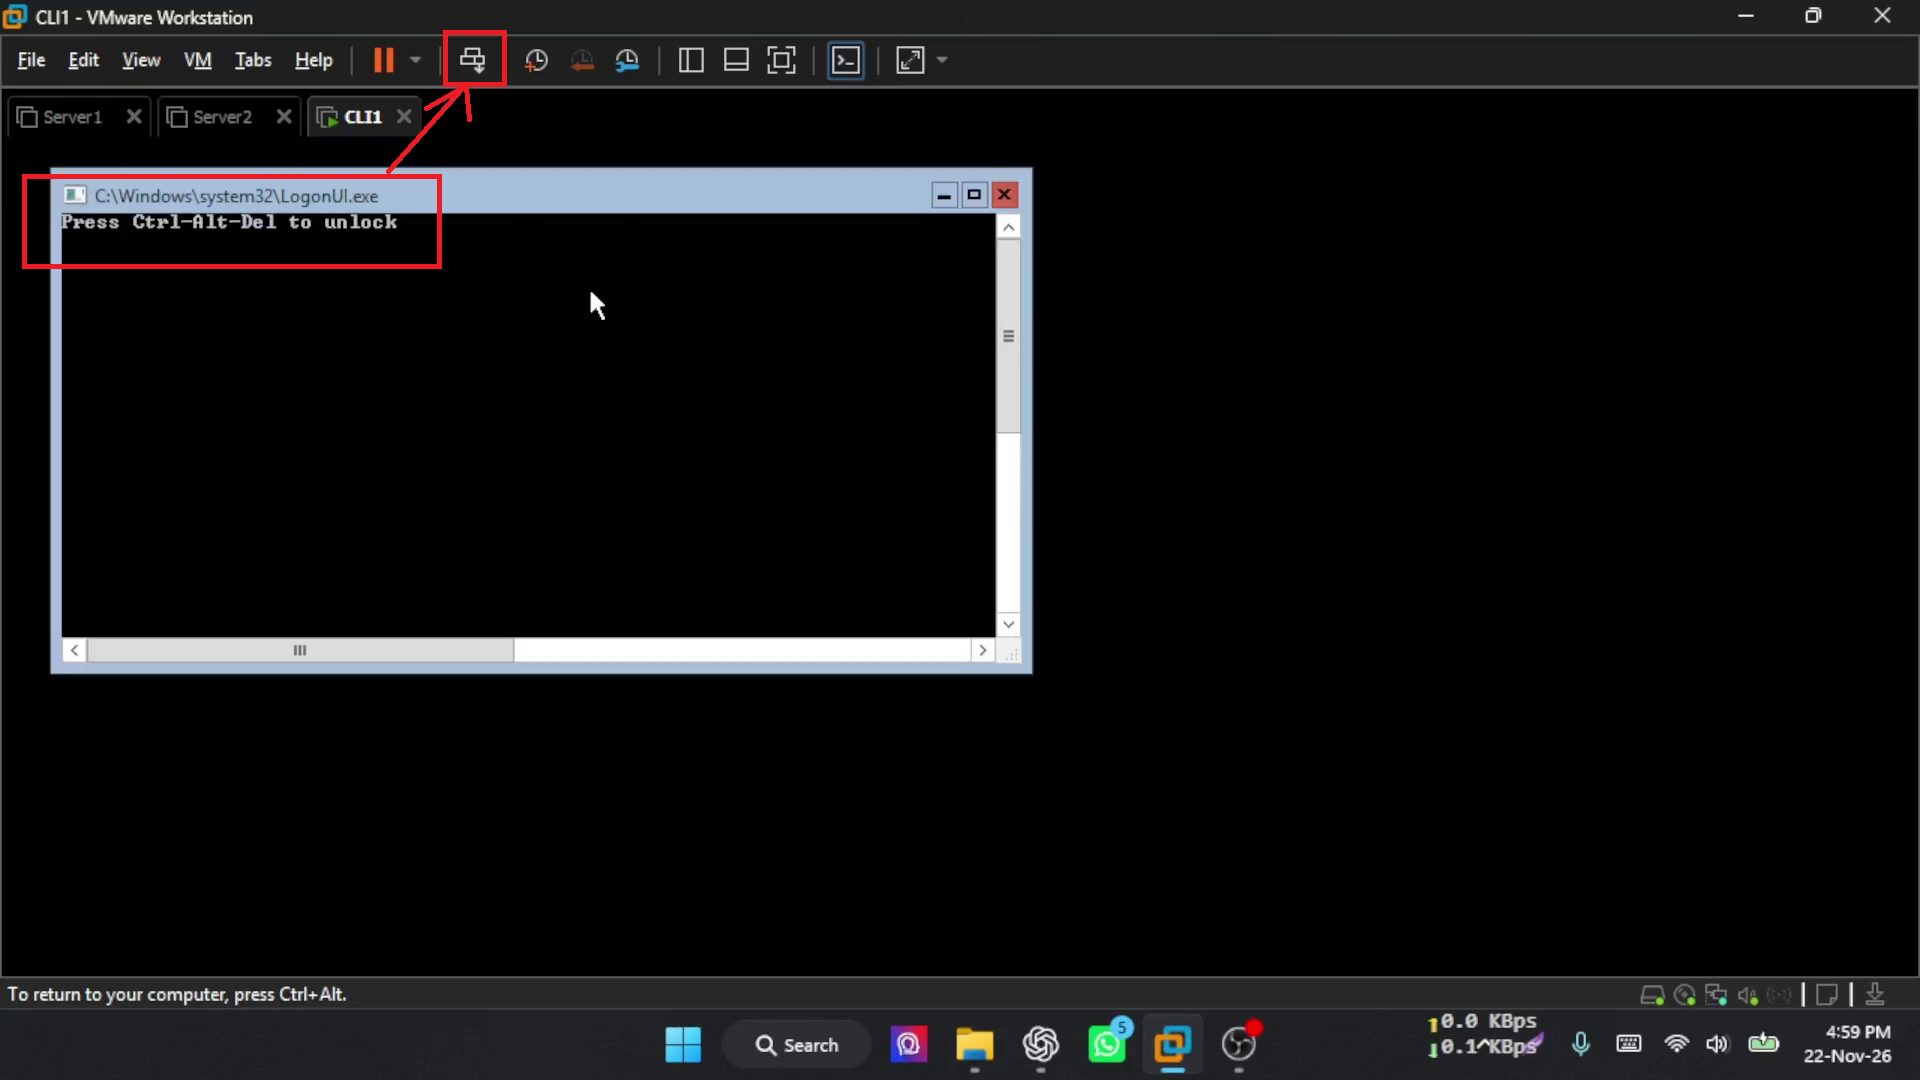 CLI1 - VMware Workstation
File Edit View VM Tabs Help
Server1 Server2 CLI1
C:\Windows\system32\LogonUI.exe
Press Ctrl-Alt-Del to unlock
To return to your computer, press Ctrl+Alt.
Search
5
0.0 KBps
0.1^KBps
4:59 PM
22-Nov-26